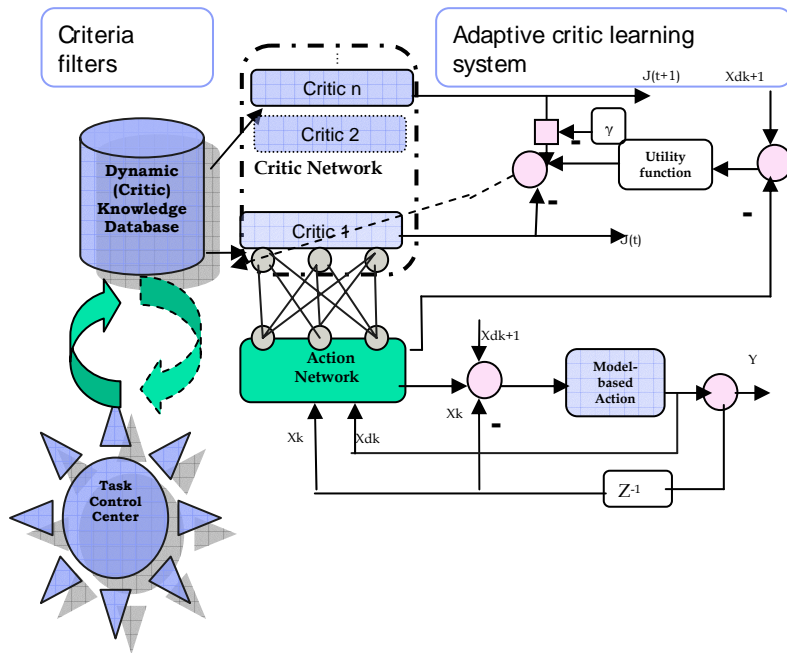 Criteria
filters
Adaptive critic learning
system
J(t+1)
Xdk+1
Critic n
γ
Critic 2
Critic Network
Utility
function
Dynamic
(Critic)
Knowledge
Database
Critic 1
J(t)
Xdk+1
Action
Network
Model-
based
Action
Y
Xk
Xdk
Xk
Z-1
Task
Control
Center